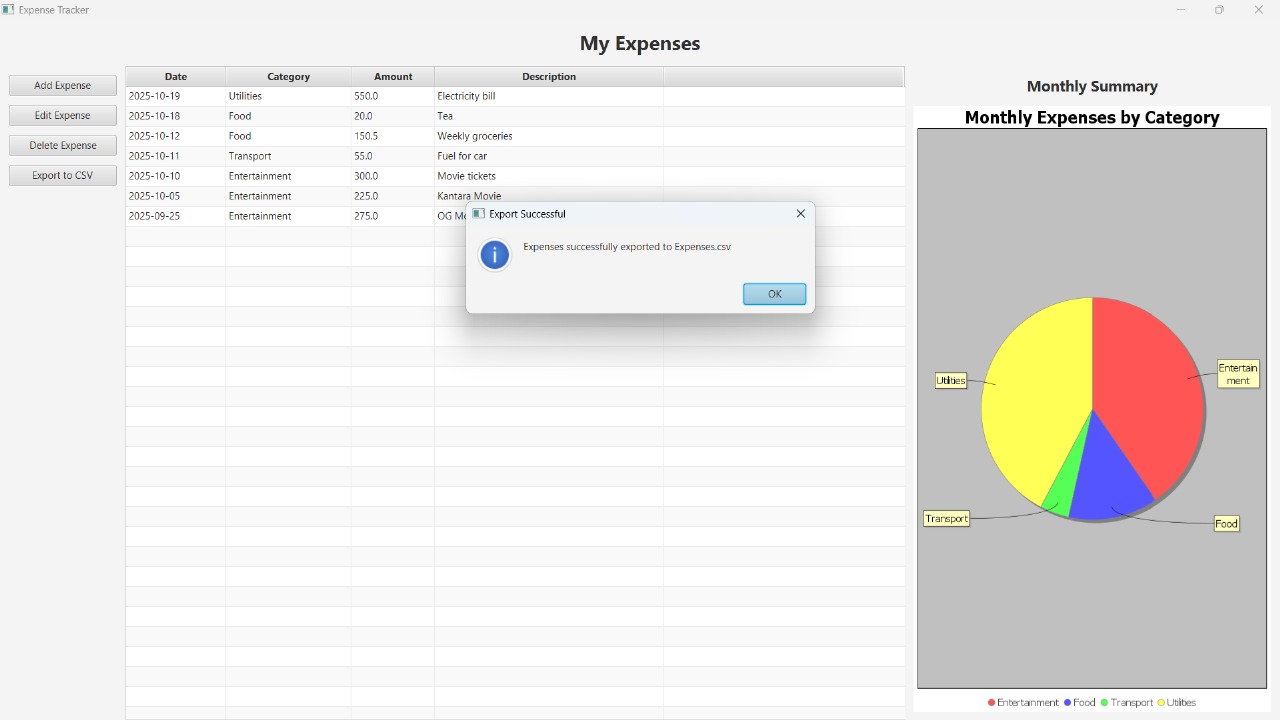 Expense Tracker
My Expenses
Add Expense
Edit Expense
Delete Expense
Export to CSV
Date Category Amount Description
2025-10-19 Utilities 550.0 Electricity bill
2025-10-18 Food 20.0 Tea
2025-10-12 Food 150.5 Weekly groceries
2025-10-11 Transport 55.0 Fuel for car
2025-10-10 Entertainment 300.0 Movie tickets
2025-10-05 Entertainment 225.0 Kantara Movie
2025-09-25 Entertainment 275.0 OG
Export Successful
Expenses successfully exported to Expenses.csv
OK
Monthly Summary
Monthly Expenses by Category
Entertain
ment
Utilities
Transport
Food
Entertainment Food Transport Utilities